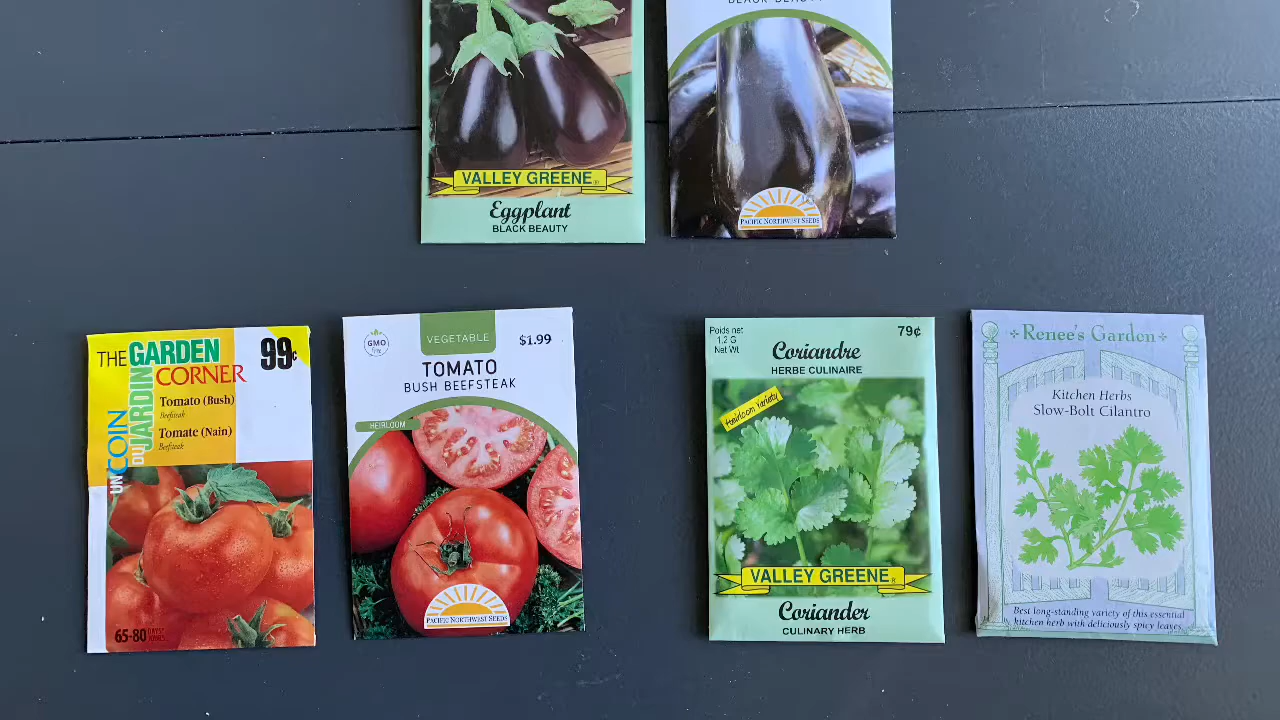 BLACK BEAUTY
VALLEY GREENE
Eggplant
BLACK BEAUTY
PACIFIC NORTHWEST SEEDS
THE GARDEN
CORNER
99¢
UN COIN
DU JARDIN
Tomato (Bush)
Beefsteak
Tomate (Nain)
Beefsteak
65-80
GMO
free
VEGETABLE
$1.99
TOMATO
BUSH BEEFSTEAK
HEIRLOOM
PACIFIC NORTHWEST SEEDS
Poids net
1.2 G
Net Wt
79¢
Coriandre
HERBE CULINAIRE
Heirloom Variety
VALLEY GREENE
Coriander
CULINARY HERB
Renee's Garden
Kitchen Herbs
Slow-Bolt Cilantro
Best long-standing variety of this essential
kitchen herb with deliciously spicy leaves.